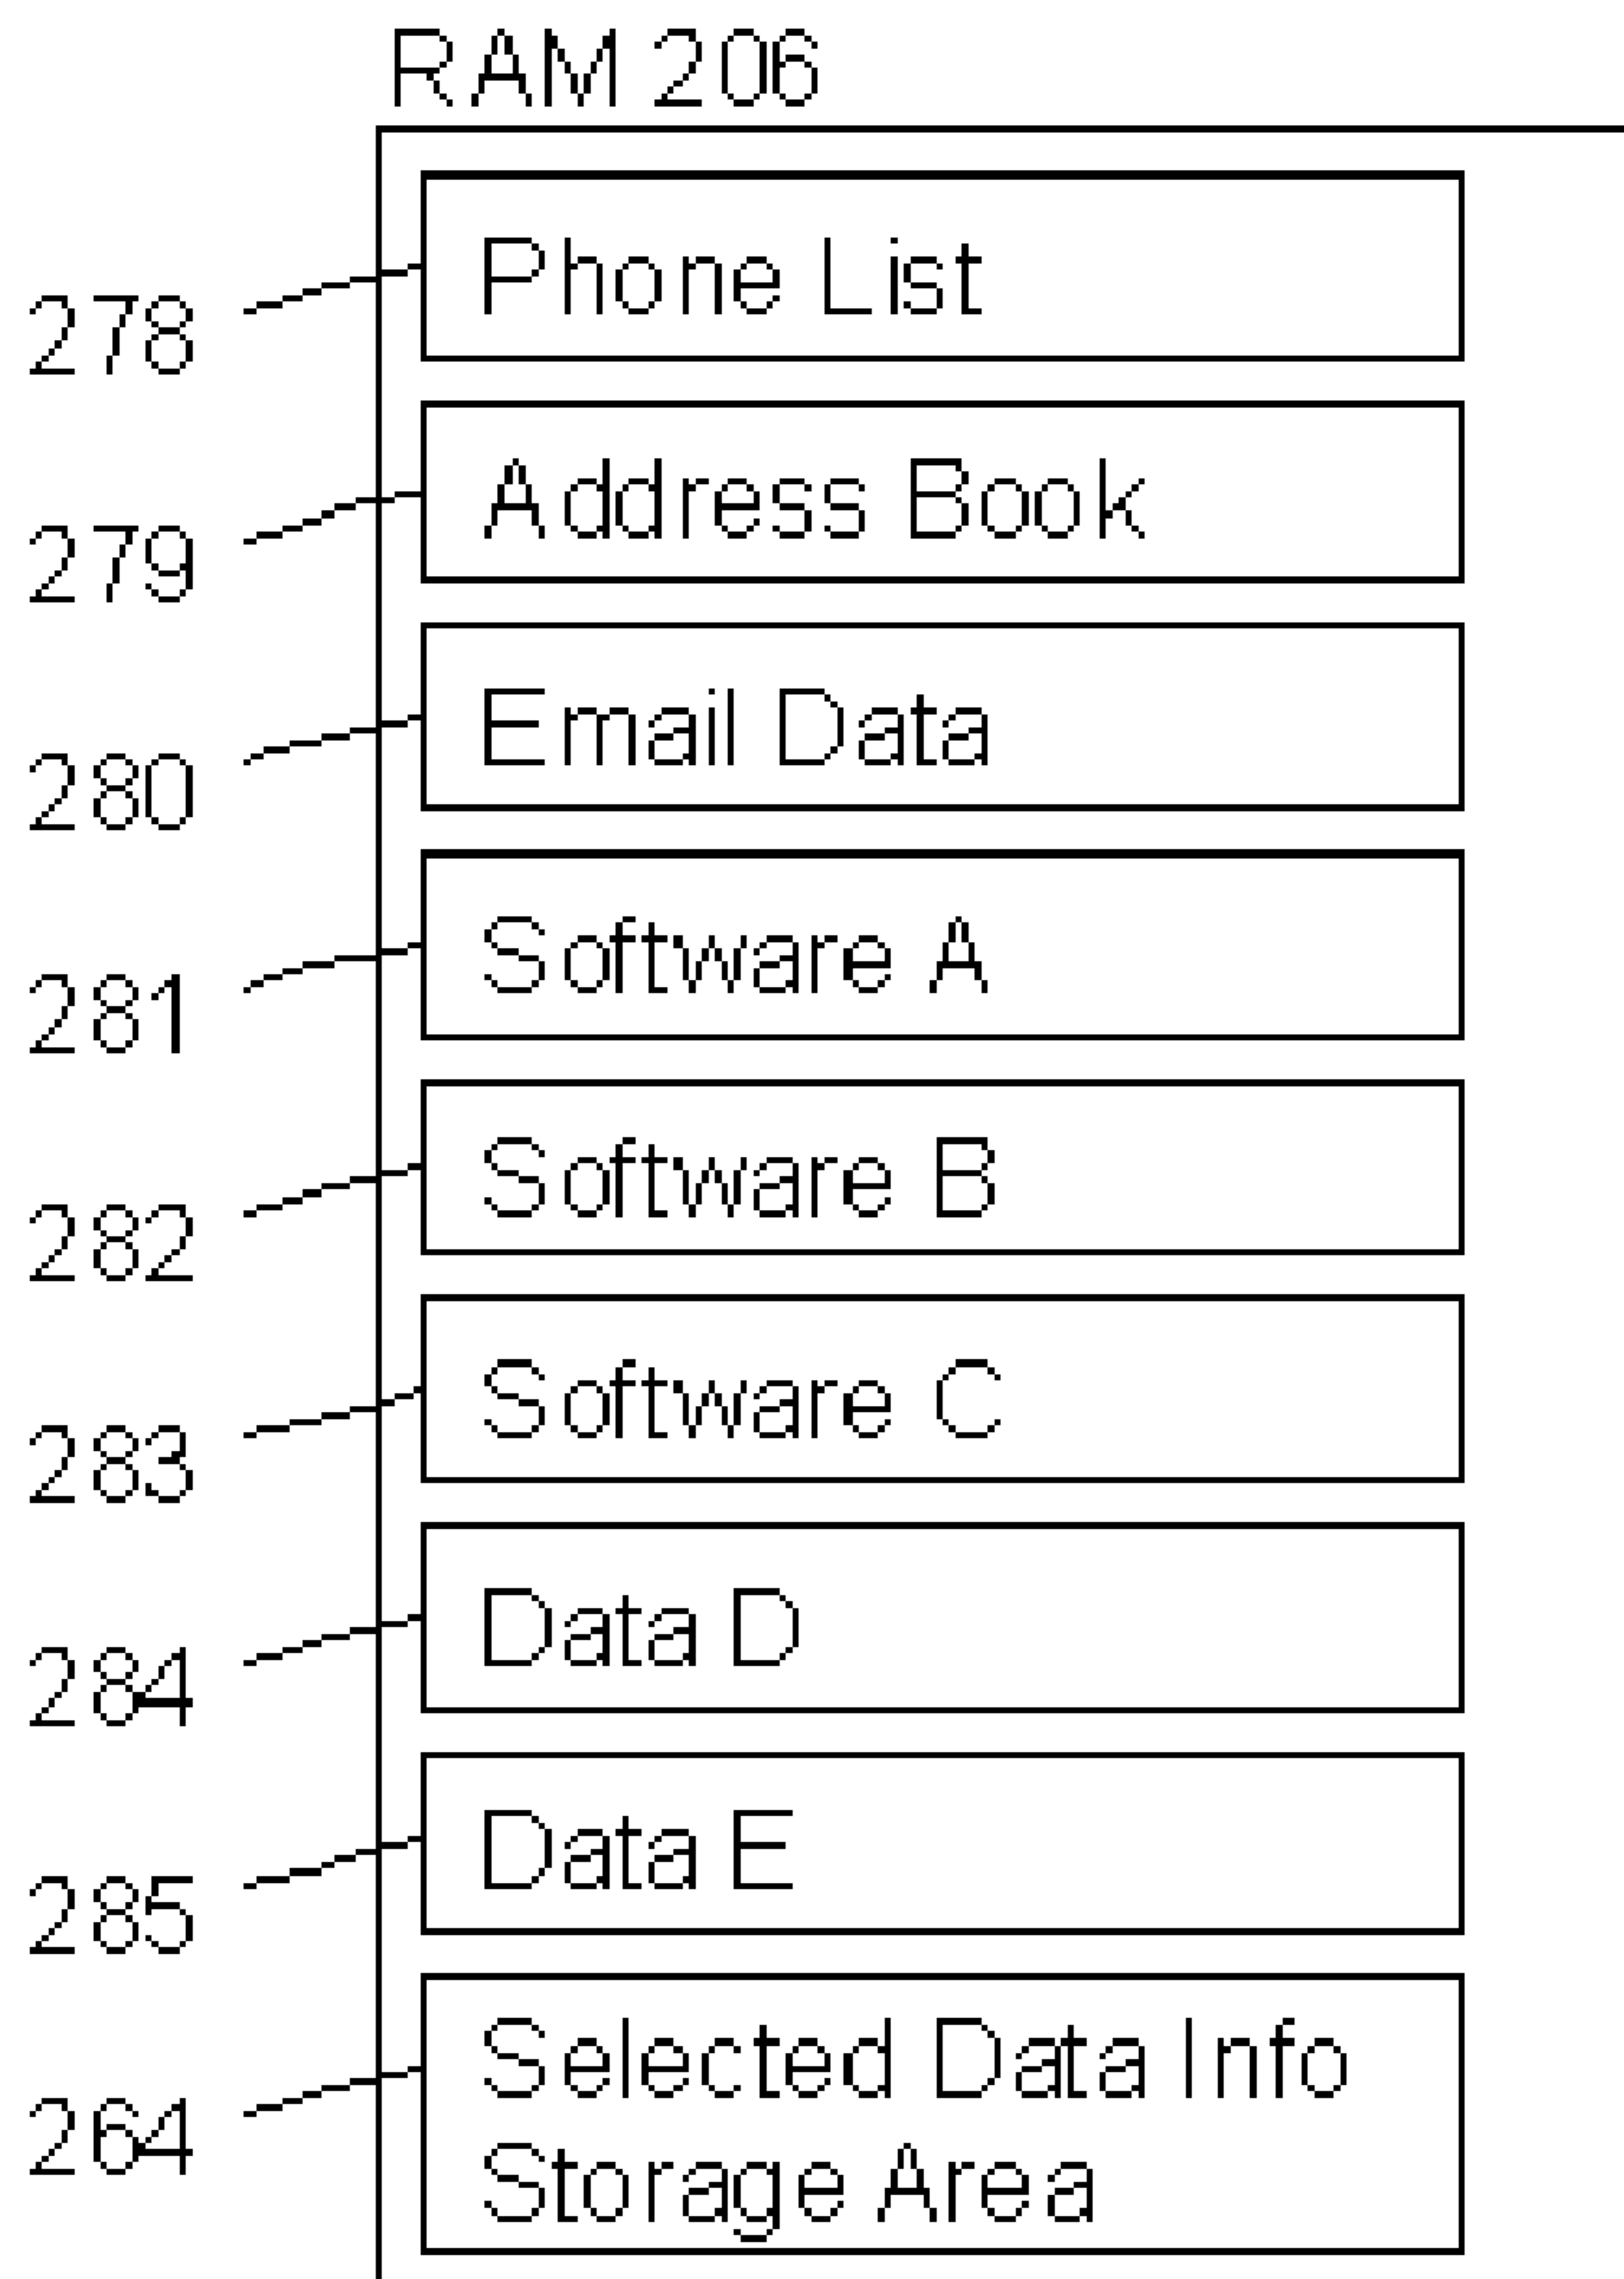 RAM 206
278 Phone List
279 Address Book
280 Email Data
281 Software A
282 Software B
283 Software C
284 Data D
285 Data E
Selected Data Info
264
Storage Area